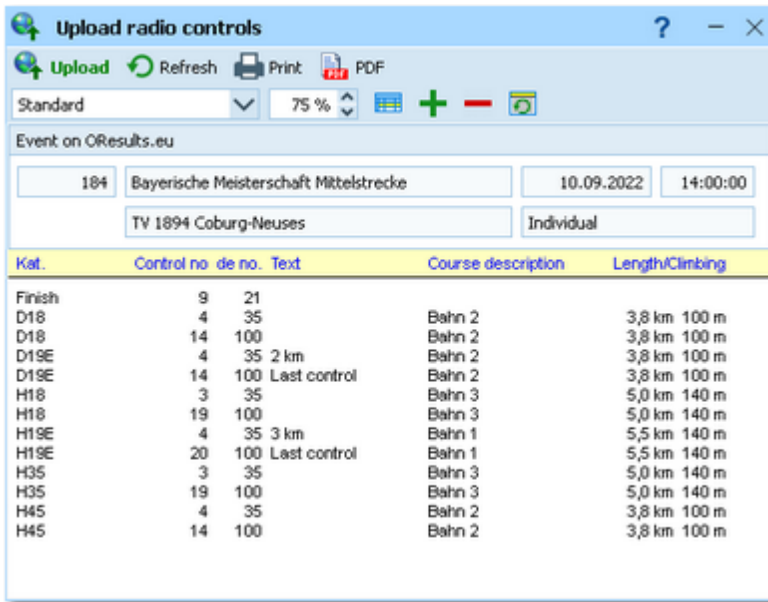 Upload radio controls ? – ×
Upload Refresh Print PDF
Standard 75 %
Event on OResults.eu
184 Bayerische Meisterschaft Mittelstrecke 10.09.2022 14:00:00
TV 1894 Coburg-Neuses Individual
Kat. Control no de no. Text Course description Length/Climbing
Finish 9 21
D18 4 35 Bahn 2 3,8 km 100 m
D18 14 100 Bahn 2 3,8 km 100 m
D19E 4 35 2 km Bahn 2 3,8 km 100 m
D19E 14 100 Last control Bahn 2 3,8 km 100 m
H18 3 35 Bahn 3 5,0 km 140 m
H18 19 100 Bahn 3 5,0 km 140 m
H19E 4 35 3 km Bahn 1 5,5 km 140 m
H19E 20 100 Last control Bahn 1 5,5 km 140 m
H35 3 35 Bahn 3 5,0 km 140 m
H35 19 100 Bahn 3 5,0 km 140 m
H45 4 35 Bahn 2 3,8 km 100 m
H45 14 100 Bahn 2 3,8 km 100 m